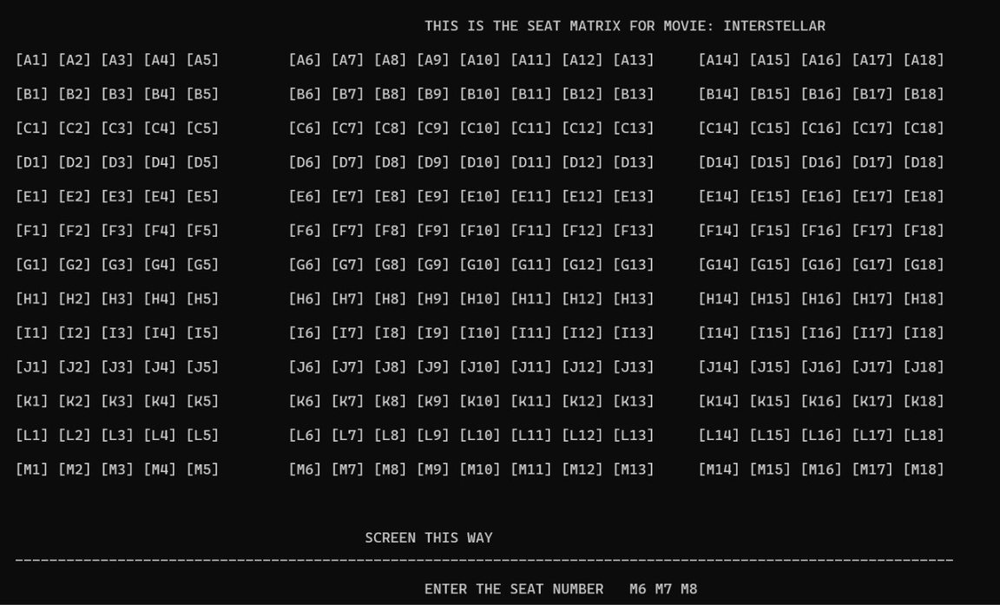 THIS IS THE SEAT MATRIX FOR MOVIE: INTERSTELLAR
[A1] [A2] [A3] [A4] [A5] [A6] [A7] [A8] [A9] [A10] [A11] [A12] [A13] [A14] [A15] [A16] [A17] [A18]
[B1] [B2] [B3] [B4] [B5] [B6] [B7] [B8] [B9] [B10] [B11] [B12] [B13] [B14] [B15] [B16] [B17] [B18]
[C1] [C2] [C3] [C4] [C5] [C6] [C7] [C8] [C9] [C10] [C11] [C12] [C13] [C14] [C15] [C16] [C17] [C18]
[D1] [D2] [D3] [D4] [D5] [D6] [D7] [D8] [D9] [D10] [D11] [D12] [D13] [D14] [D15] [D16] [D17] [D18]
[E1] [E2] [E3] [E4] [E5] [E6] [E7] [E8] [E9] [E10] [E11] [E12] [E13] [E14] [E15] [E16] [E17] [E18]
[F1] [F2] [F3] [F4] [F5] [F6] [F7] [F8] [F9] [F10] [F11] [F12] [F13] [F14] [F15] [F16] [F17] [F18]
[G1] [G2] [G3] [G4] [G5] [G6] [G7] [G8] [G9] [G10] [G11] [G12] [G13] [G14] [G15] [G16] [G17] [G18]
[H1] [H2] [H3] [H4] [H5] [H6] [H7] [H8] [H9] [H10] [H11] [H12] [H13] [H14] [H15] [H16] [H17] [H18]
[I1] [I2] [I3] [I4] [I5] [I6] [I7] [I8] [I9] [I10] [I11] [I12] [I13] [I14] [I15] [I16] [I17] [I18]
[J1] [J2] [J3] [J4] [J5] [J6] [J7] [J8] [J9] [J10] [J11] [J12] [J13] [J14] [J15] [J16] [J17] [J18]
[K1] [K2] [K3] [K4] [K5] [K6] [K7] [K8] [K9] [K10] [K11] [K12] [K13] [K14] [K15] [K16] [K17] [K18]
[L1] [L2] [L3] [L4] [L5] [L6] [L7] [L8] [L9] [L10] [L11] [L12] [L13] [L14] [L15] [L16] [L17] [L18]
[M1] [M2] [M3] [M4] [M5] [M6] [M7] [M8] [M9] [M10] [M11] [M12] [M13] [M14] [M15] [M16] [M17] [M18]
SCREEN THIS WAY
--------------------------------------------------------------------------------------------------------------
ENTER THE SEAT NUMBER M6 M7 M8